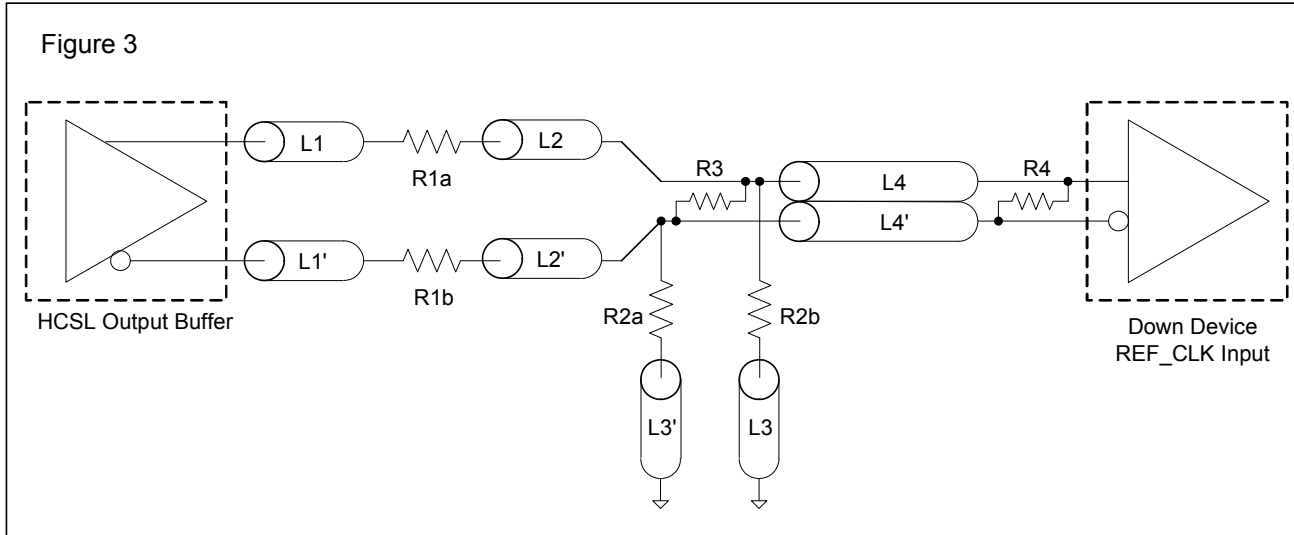 Figure 3
L1
R1a
L2
R3
L4
R4
L4'
L1'
R1b
L2'
HCSL Output Buffer
R2a
R2b
Down Device
REF_CLK Input
L3'
L3